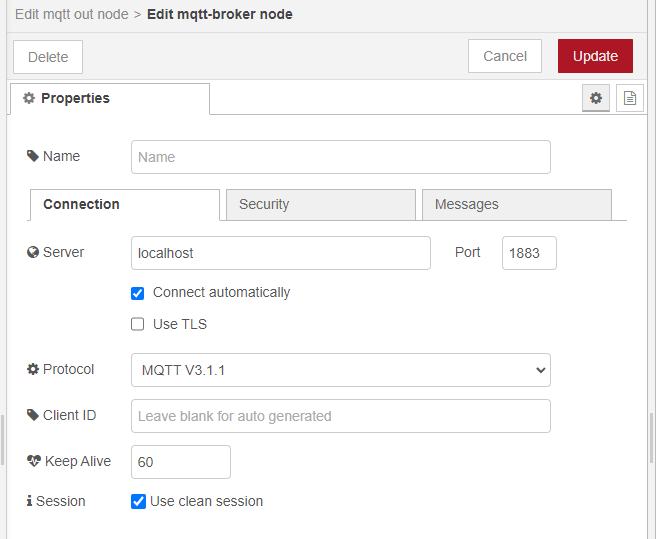 Edit mqtt out node > Edit mqtt-broker node
Delete Cancel Update
Properties
Name Name
Connection Security Messages
Server localhost Port 1883
Connect automatically
Use TLS
Protocol MQTT V3.1.1
Client ID Leave blank for auto generated
Keep Alive 60
Session Use clean session